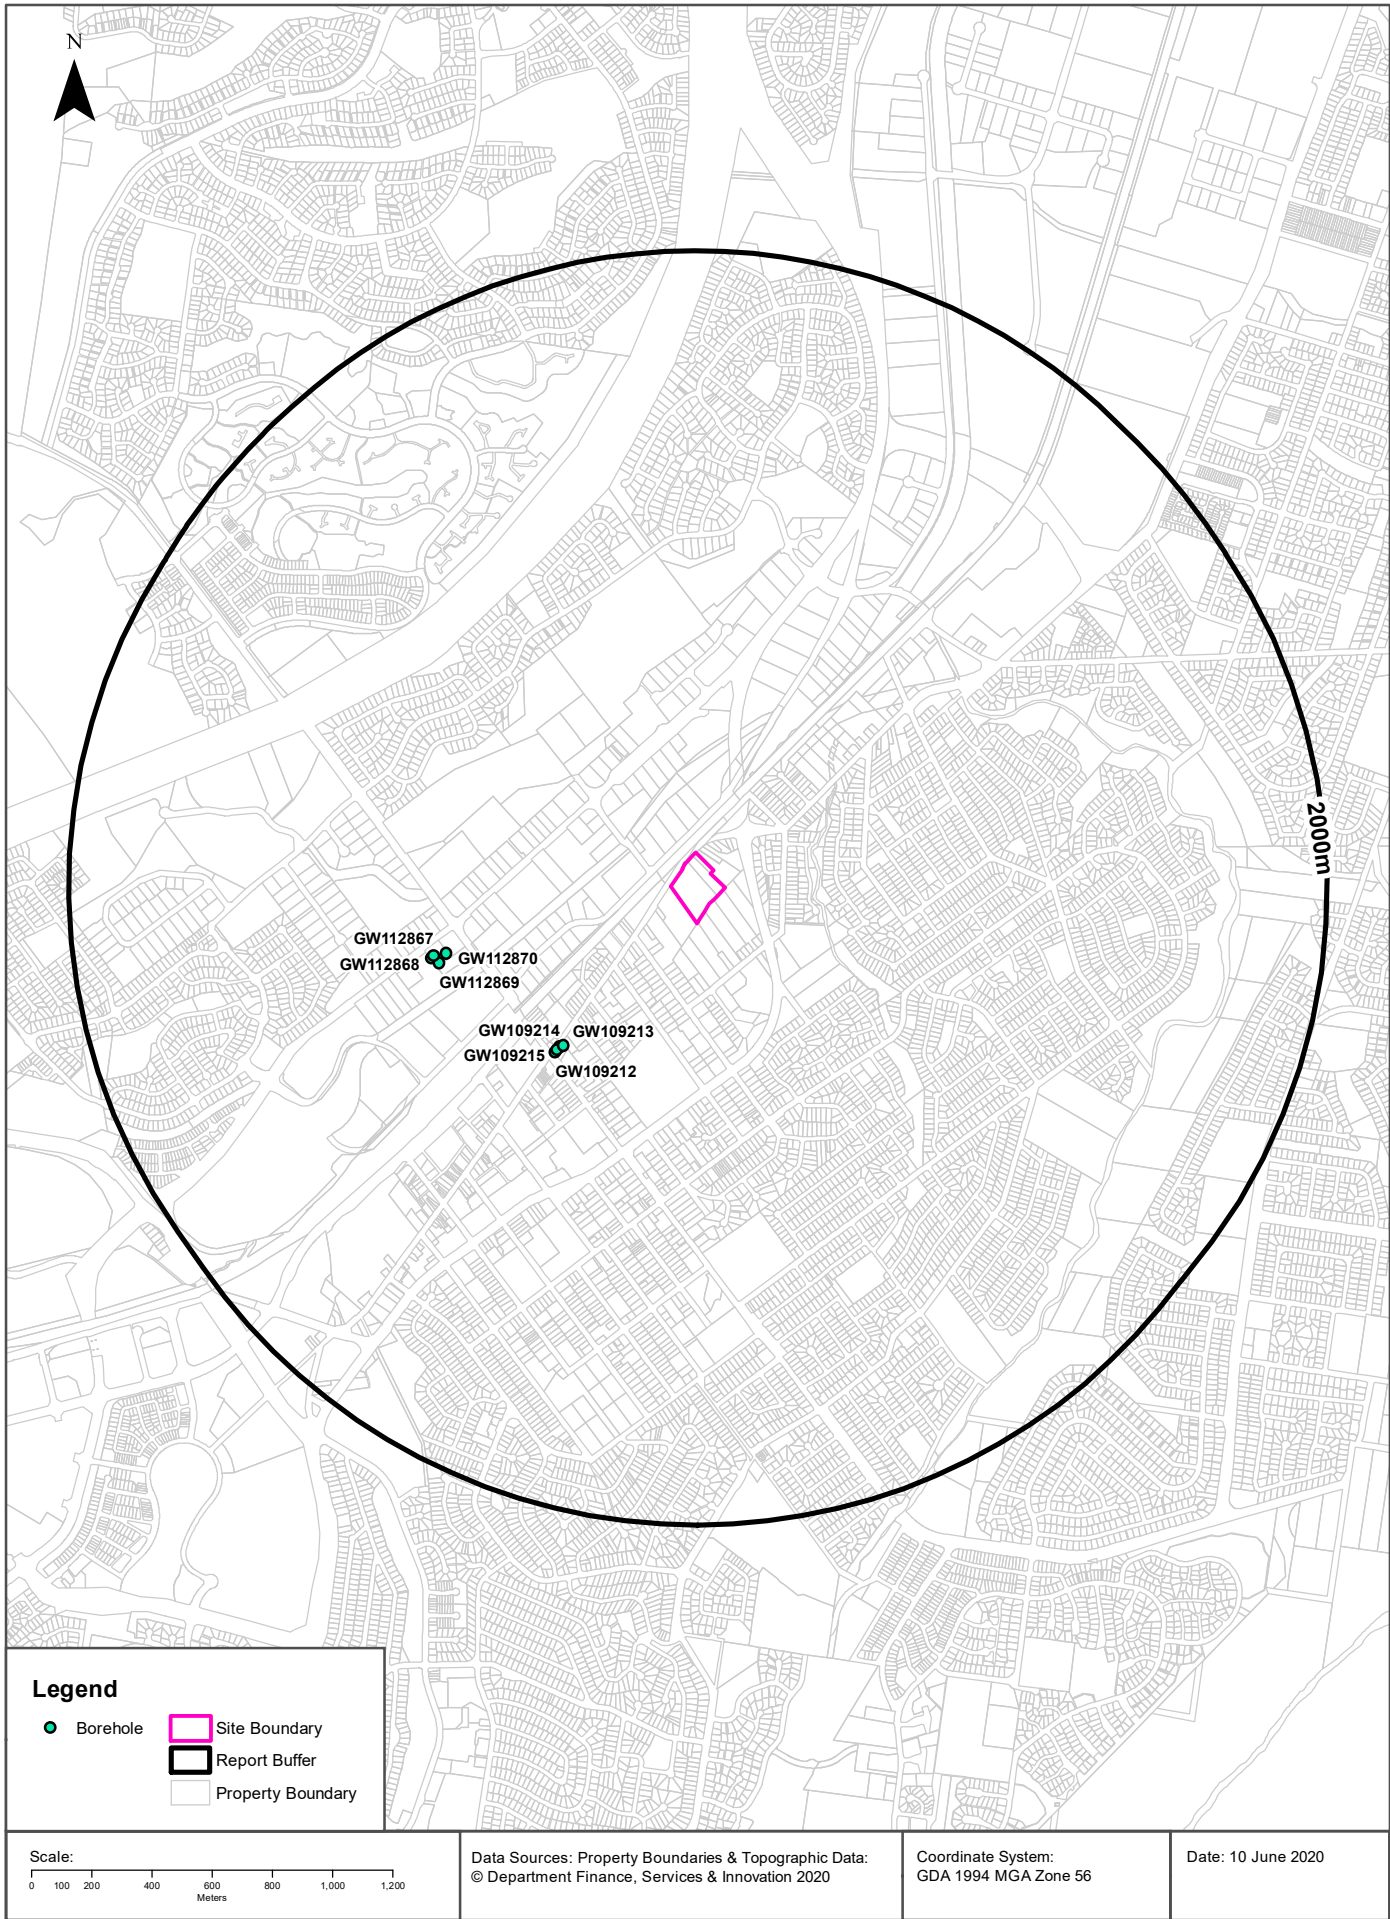 N
2000m
GW112867
GW112868
GW112870
GW112869
GW109214
GW109213
GW109215
GW109212
Legend
Borehole
Site Boundary
Report Buffer
Property Boundary
Scale:
0 100 200 400 600 800 1,000 1,200
Meters
Data Sources: Property Boundaries & Topographic Data:
© Department Finance, Services & Innovation 2020
Coordinate System:
GDA 1994 MGA Zone 56
Date: 10 June 2020